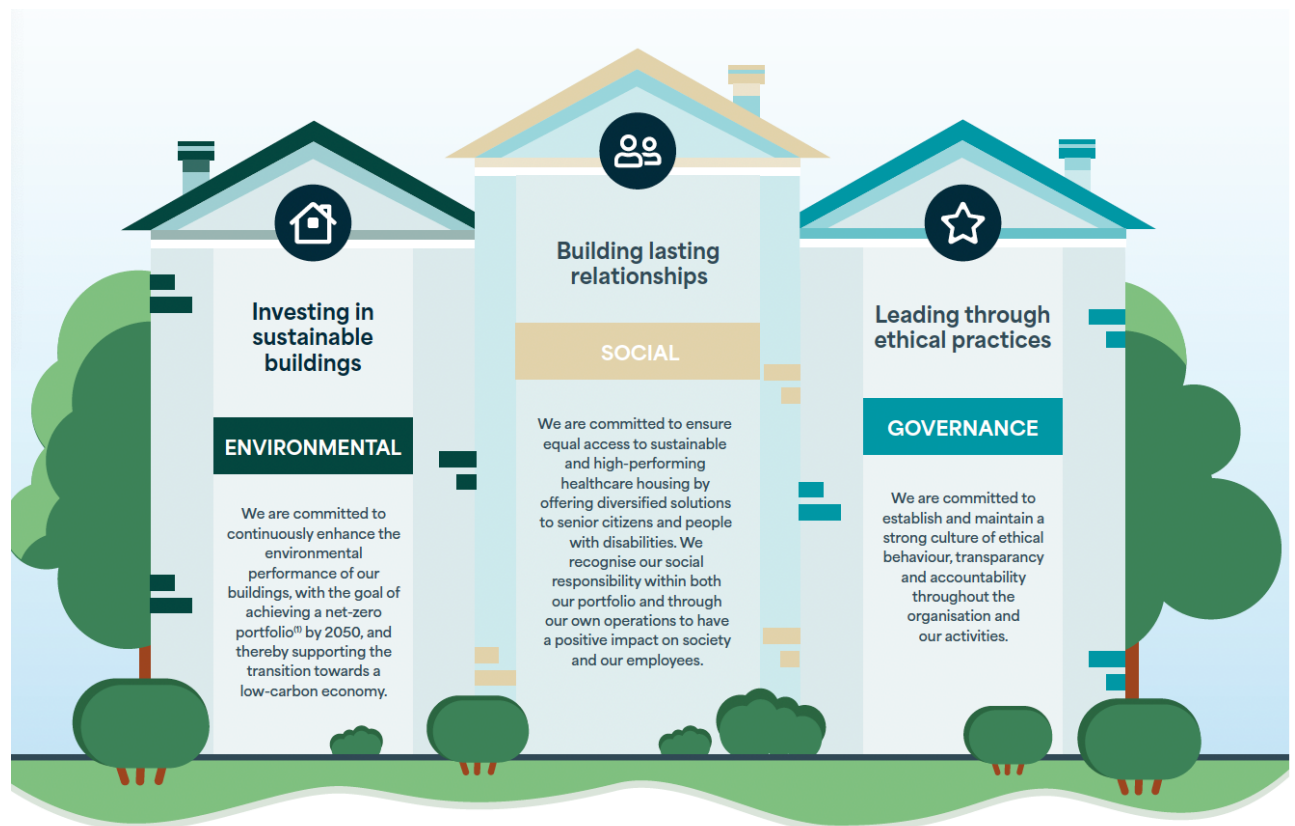 Investing in
sustainable
buildings
ENVIRONMENTAL
We are committed to
continuously enhance the
environmental
performance of our
buildings, with the goal of
achieving a net-zero
portfolio⁽¹⁾ by 2050, and
thereby supporting the
transition towards a
low-carbon economy.
Building lasting
relationships
SOCIAL
We are committed to ensure
equal access to sustainable
and high-performing
healthcare housing by
offering diversified solutions
to senior citizens and people
with disabilities. We
recognise our social
responsibility within both
our portfolio and through
our own operations to have
a positive impact on society
and our employees.
Leading through
ethical practices
GOVERNANCE
We are committed to
establish and maintain a
strong culture of ethical
behaviour, transparancy
and accountability
throughout the
organisation and
our activities.